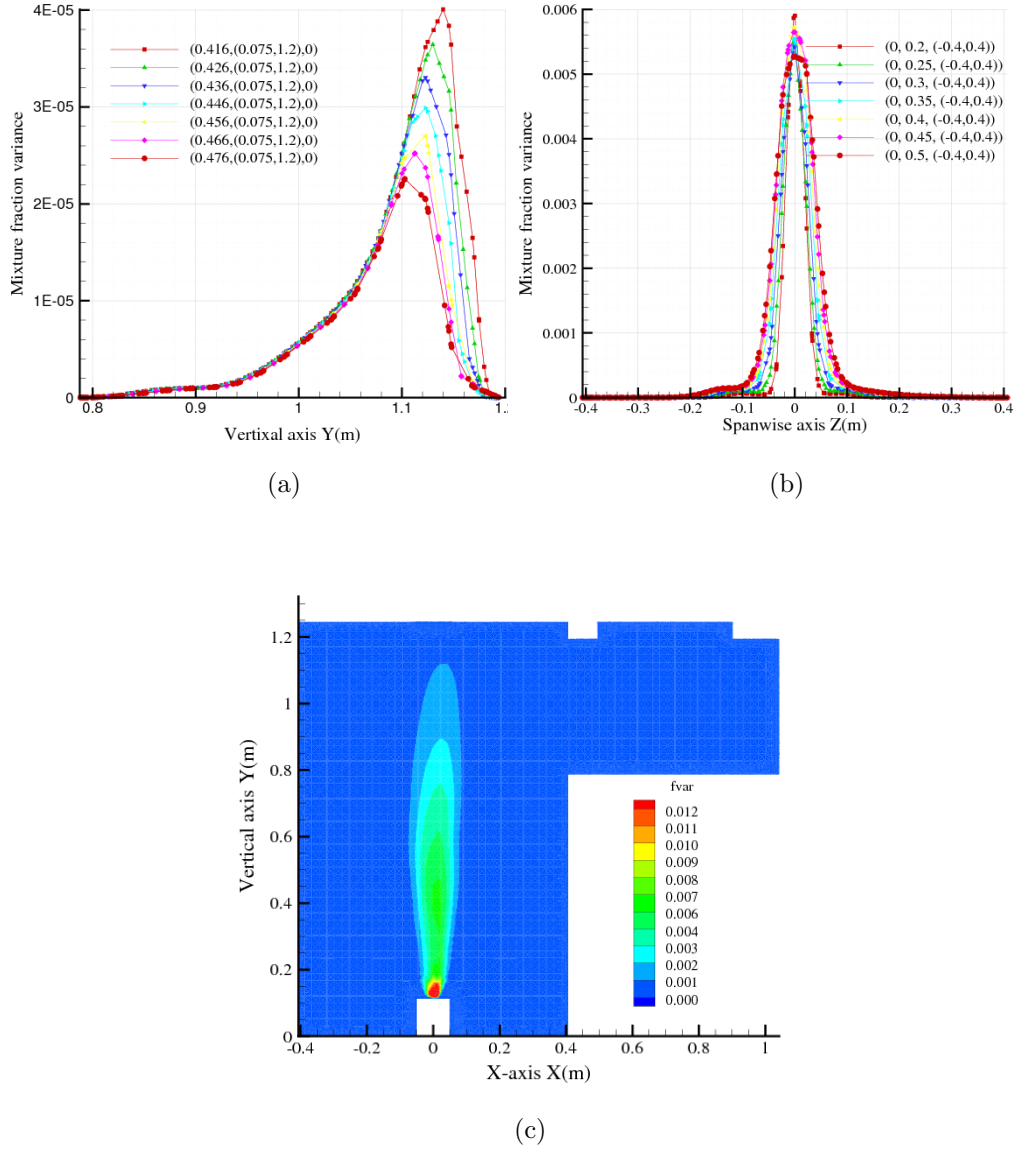 4E-05
3E-05
2E-05
1E-05
0
Mixture fraction variance
(0.416,(0.075,1.2),0)
(0.426,(0.075,1.2),0)
(0.436,(0.075,1.2),0)
(0.446,(0.075,1.2),0)
(0.456,(0.075,1.2),0)
(0.466,(0.075,1.2),0)
(0.476,(0.075,1.2),0)
0.8 0.9 1 1.1
Vertixal axis Y(m)
(a)
0.006
0.005
0.004
0.003
0.002
0.001
0
Mixture fraction variance
(0, 0.2, (-0.4,0.4))
(0, 0.25, (-0.4,0.4))
(0, 0.3, (-0.4,0.4))
(0, 0.35, (-0.4,0.4))
(0, 0.4, (-0.4,0.4))
(0, 0.45, (-0.4,0.4))
(0, 0.5, (-0.4,0.4))
-0.4 -0.3 -0.2 -0.1 0 0.1 0.2 0.3 0.4
Spanwise axis Z(m)
(b)
1.2
1
0.8
0.6
0.4
0.2
0
Vertical axis Y(m)
fvar
0.012
0.011
0.010
0.009
0.008
0.007
0.006
0.004
0.003
0.002
0.001
0.000
-0.4 -0.2 0 0.2 0.4 0.6 0.8 1
X-axis X(m)
(c)